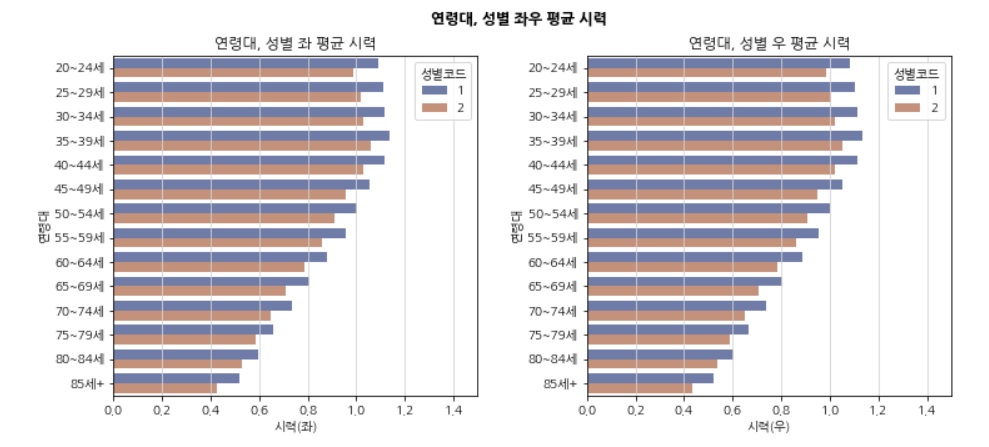 연령대, 성별 좌우 평균 시력
연령대, 성별 좌 평균 시력
성별코드
1
2
20~24세
25~29세
30~34세
35~39세
40~44세
45~49세
50~54세
55~59세
60~64세
65~69세
70~74세
75~79세
80~84세
85세+
연령대
0.0 0.2 0.4 0.6 0.8 1.0 1.2 1.4
시력(좌)
연령대, 성별 우 평균 시력
성별코드
1
2
20~24세
25~29세
30~34세
35~39세
40~44세
45~49세
50~54세
55~59세
60~64세
65~69세
70~74세
75~79세
80~84세
85세+
연령대
0.0 0.2 0.4 0.6 0.8 1.0 1.2 1.4
시력(우)